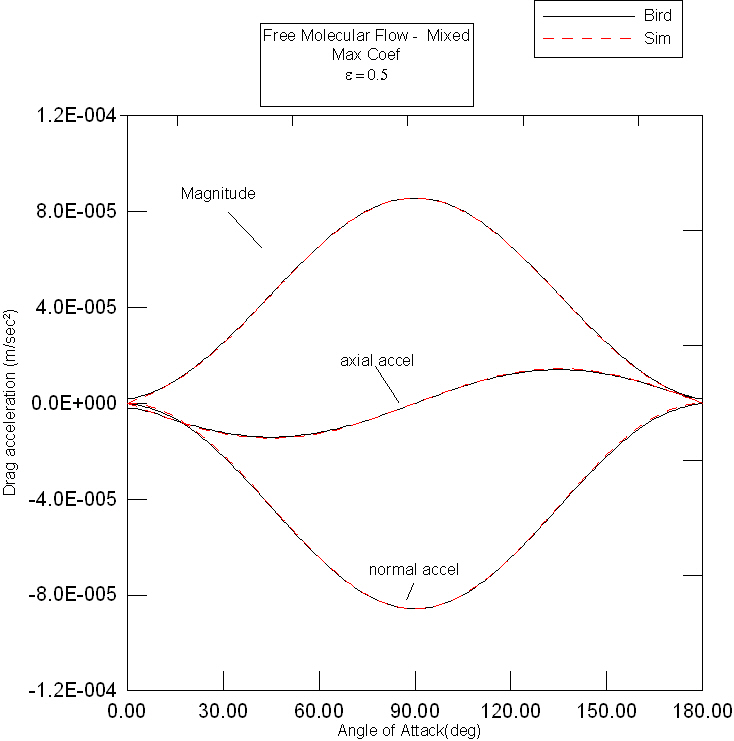 Free Molecular Flow - Mixed
Max Coef
ε = 0.5
Bird
Sim
1.2E-004
8.0E-005
4.0E-005
0.0E+000
-4.0E-005
-8.0E-005
-1.2E-004
Drag acceleration (m/sec²)
Magnitude
axial accel
normal accel
0.00 30.00 60.00 90.00 120.00 150.00 180.00
Angle of Attack(deg)